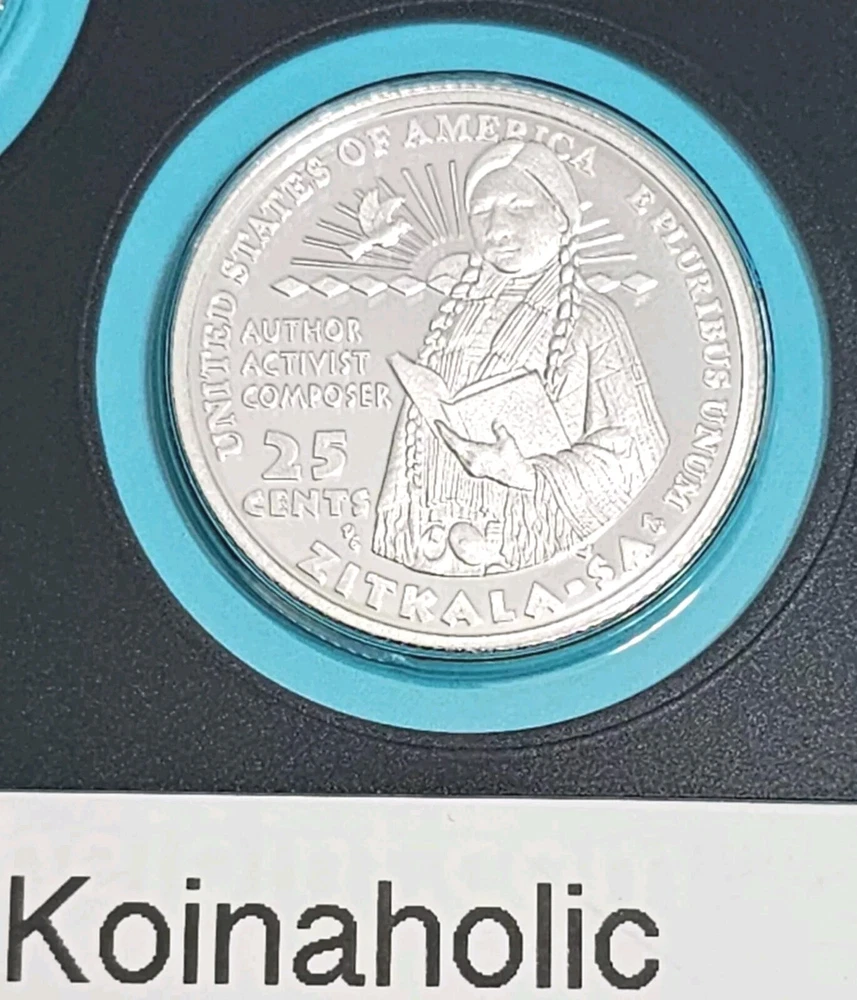 UNITED STATES OF AMERICA
E PLURIBUS UNUM
AUTHOR
ACTIVIST
COMPOSER
25
CENTS
ZITKALA-ŠA
Koinaholic